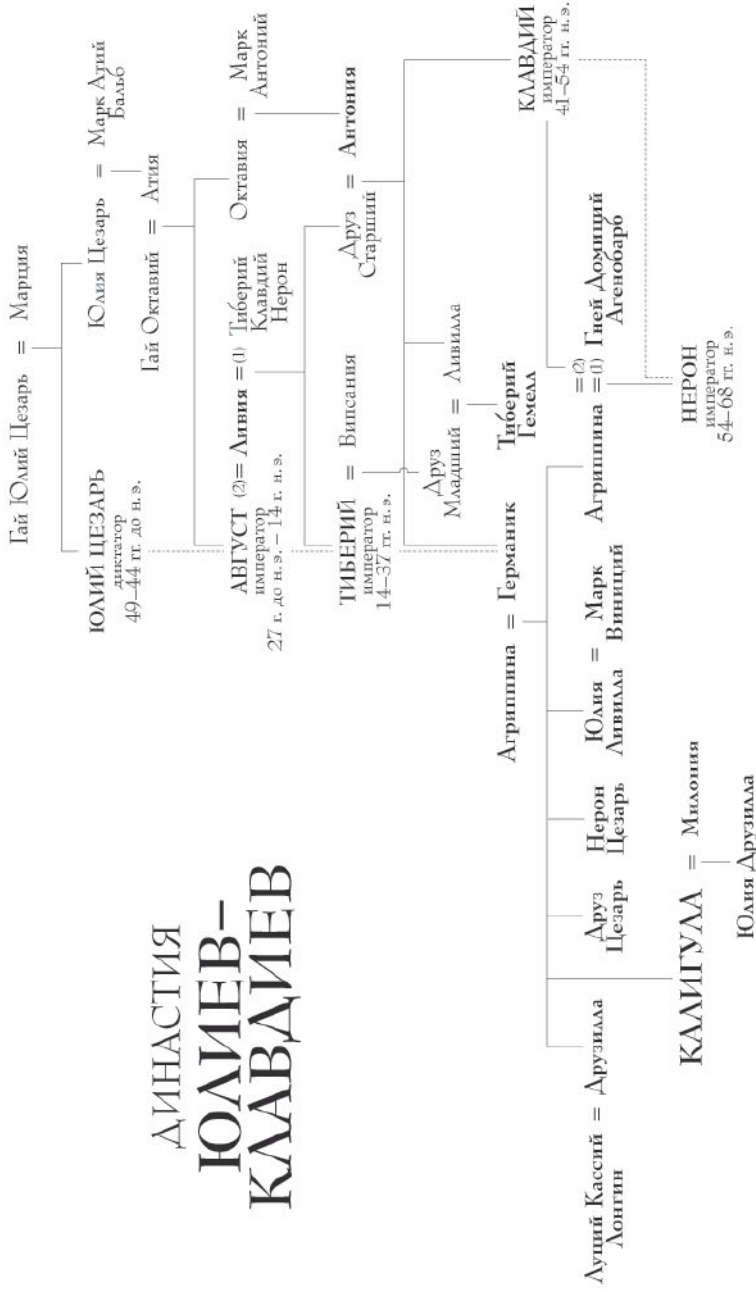 ДИНАСТИЯ
ЮЛИЕВ–
КЛАВДИЕВ
Гай Юлий Цезарь = Марция
ЮЛИЙ ЦЕЗАРЬ
диктатор
49–44 гг. до н. э.
Юлия Цезарь = Марк Атий
Бальб
Гай Октавий = Атия
АВГУСТ (2) = Ливия = (1) Тиберий
Клавдий
Нерон
император
27 г. до н. э. – 14 г. н. э.
Октавия = Марк
Антоний
ТИБЕРИЙ = Випсания
император
14–37 гг. н. э.
Друз
Старший = Антония
Друз
Младший = Ливилла
Тиберий
Гемелл
КЛАВДИЙ
император
41–54 гг. н. э.
Агриппина = Германик
Луций Кассий
Лонгин = Друзилла
КАЛИГУЛА = Милония
Юлия Друзилла
Друз
Цезарь
Нерон
Цезарь
Юлия
Ливилла = Марк
Виниций
Агриппина = (2)
= (1) Гней Домиций
Агенобарб
НЕРОН
император
54–68 гг. н. э.